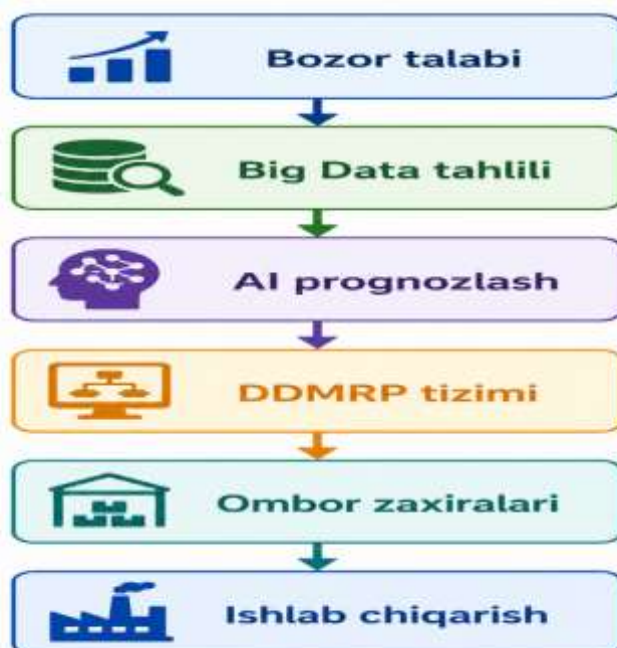 Bozor talabi
Big Data tahlili
AI prognozlash
DDMRP tizimi
Ombor zaxiralari
Ishlab chiqarish